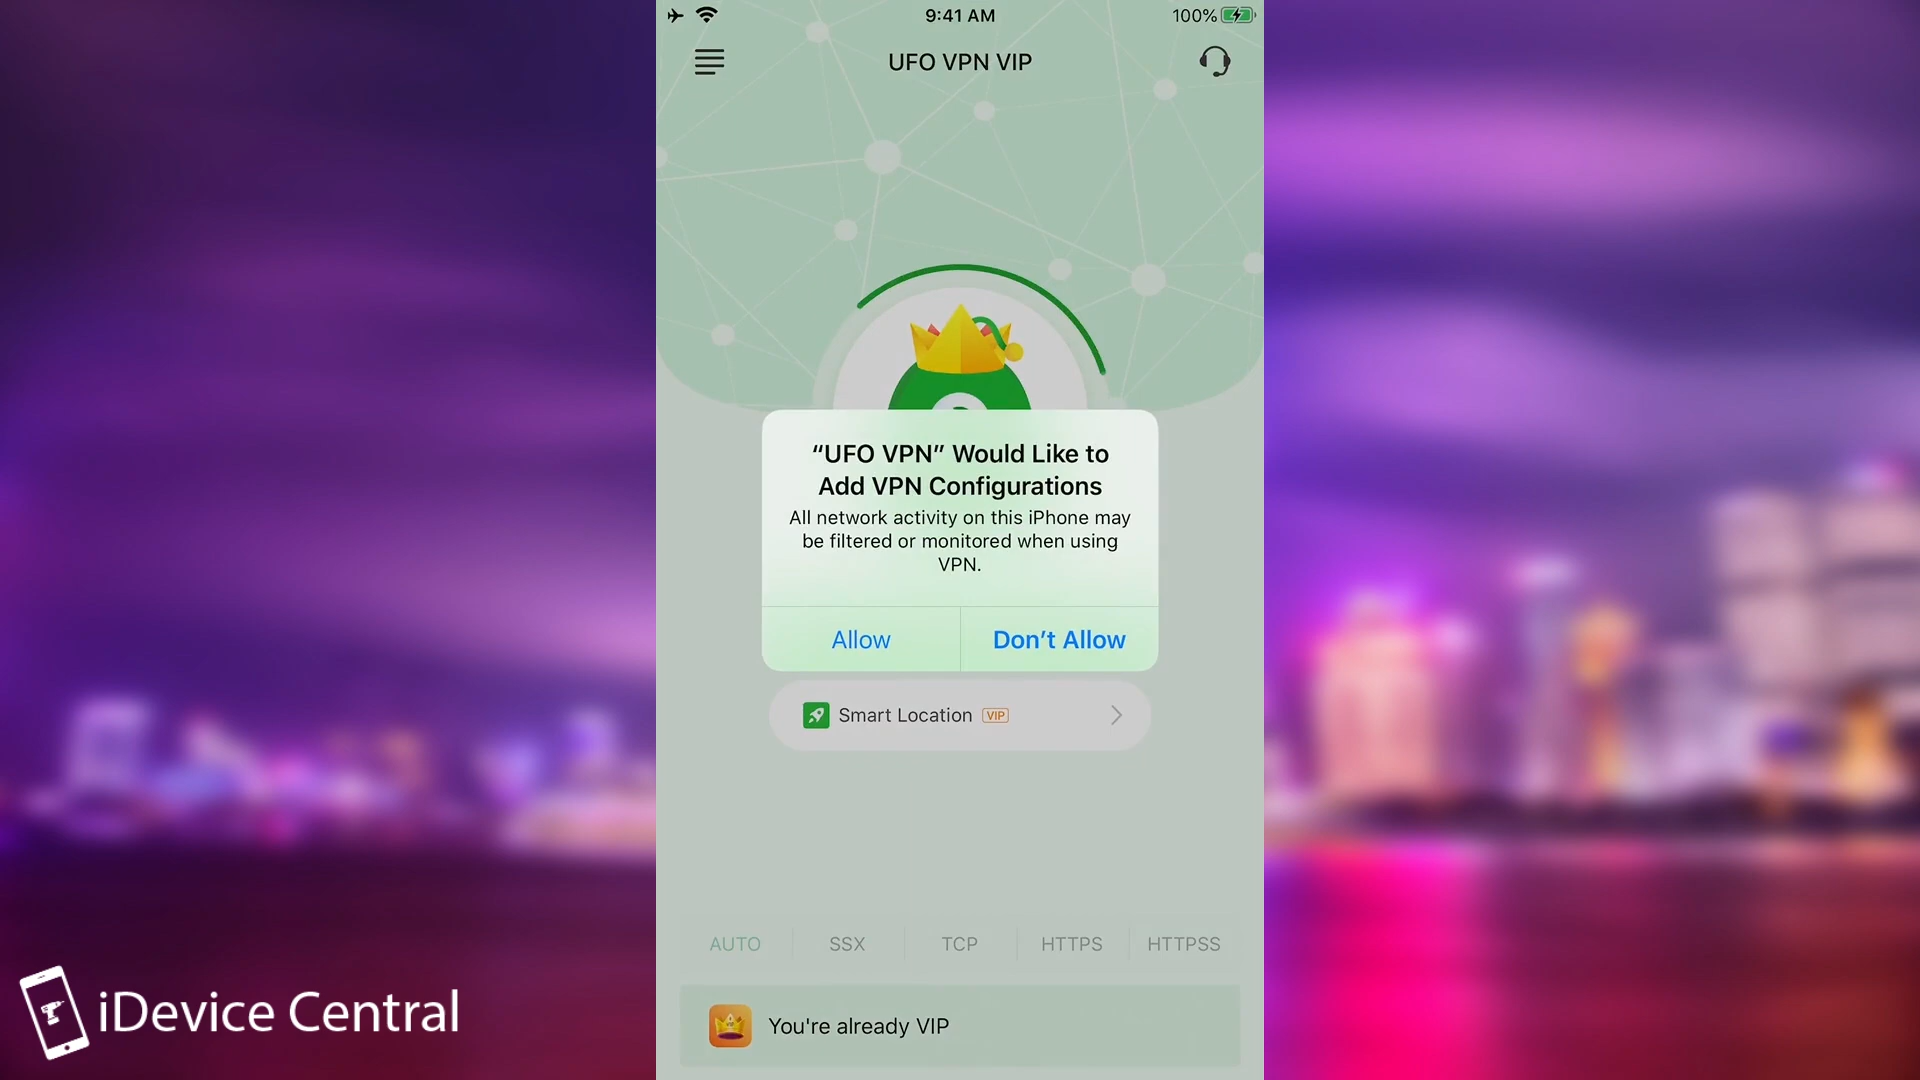 9:41 AM
100%
UFO VPN VIP
“UFO VPN” Would Like to
Add VPN Configurations
All network activity on this iPhone may
be filtered or monitored when using
VPN.
Allow
Don’t Allow
Smart Location VIP
AUTO
SSX
TCP
HTTPS
HTTPSS
You're already VIP
iDevice Central